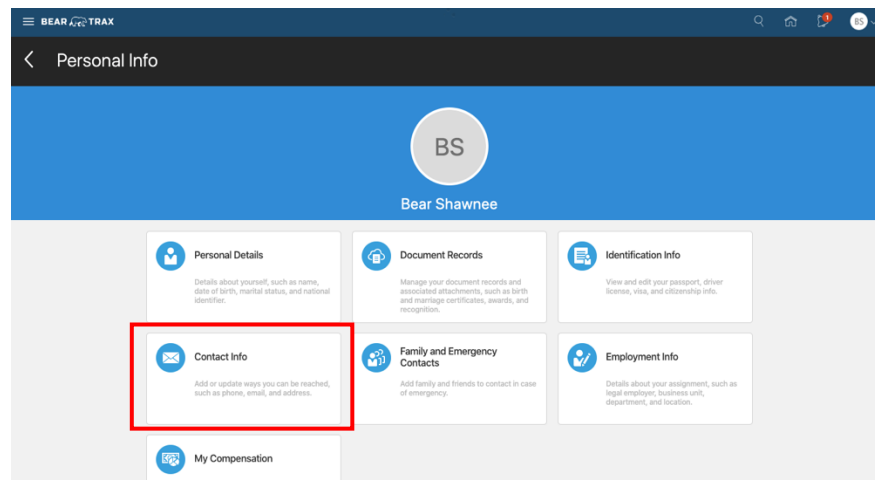 BEAR TRAX
1
BS
Personal Info
BS
Bear Shawnee
Personal Details
Details about yourself, such as name,
date of birth, marital status, and national
identifier.
Document Records
Manage your document records and
associated attachments, such as birth
and marriage certificates, awards, and
recognition.
Identification Info
View and edit your passport, driver
license, visa, and citizenship info.
Contact Info
Add or update ways you can be reached,
such as phone, email, and address.
Family and Emergency
Contacts
Add family and friends to contact in case
of emergency.
Employment Info
Details about your assignment, such as
legal employer, business unit,
department, and location.
My Compensation